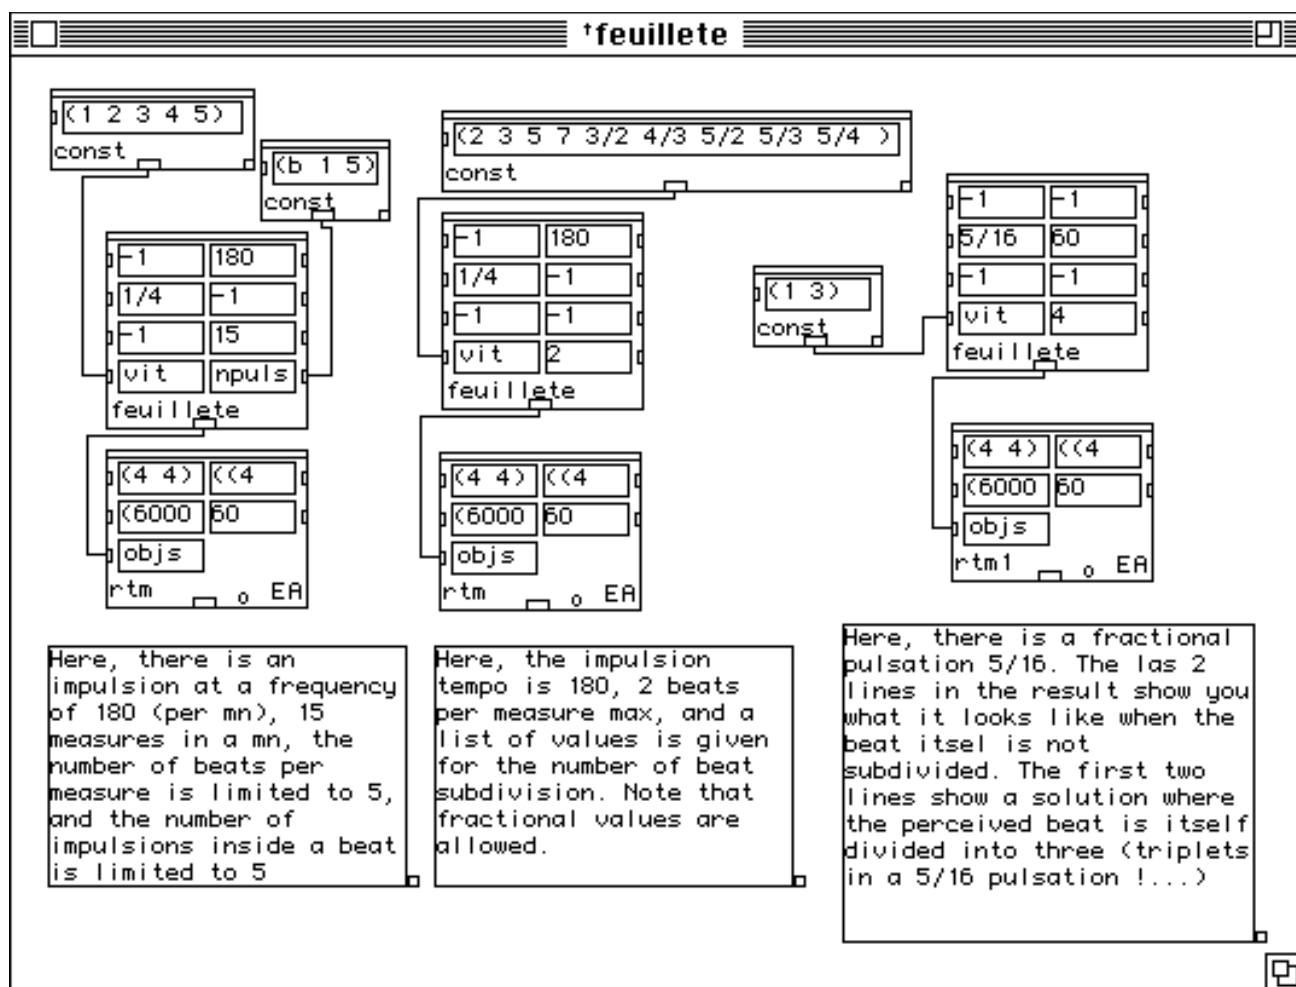 †feuillete
(1 2 3 4 5)
const
(b 1 5)
const
-1 180
1/4 -1
-1 15
vit npuls
feuillete
(4 4) ((4
(6000 60
objs
rtm o EA
Here, there is an
impulsion at a frequency
of 180 (per mn), 15
measures in a mn, the
number of beats per
measure is limited to 5,
and the number of
impulsions inside a beat
is limited to 5
(2 3 5 7 3/2 4/3 5/2 5/3 5/4 )
const
-1 180
1/4 -1
-1 -1
vit 2
feuillete
(4 4) ((4
(6000 60
objs
rtm o EA
Here, the impulsion
tempo is 180, 2 beats
per measure max, and a
list of values is given
for the number of beat
subdivision. Note that
fractional values are
allowed.
(1 3)
const
-1 -1
5/16 60
-1 -1
vit 4
feuillete
(4 4) ((4
(6000 60
objs
rtm1 o EA
Here, there is a fractional
pulsation 5/16. The las 2
lines in the result show you
what it looks like when the
beat itsel is not
subdivided. The first two
lines show a solution where
the perceived beat is itself
divided into three (triplets
in a 5/16 pulsation !...)